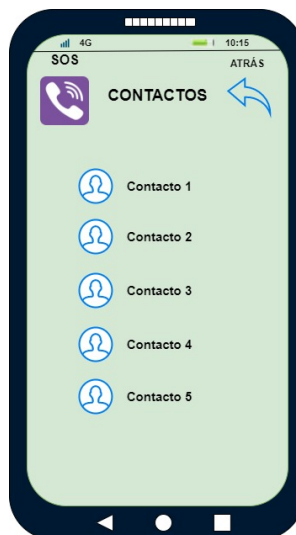 4G 10:15
SOS
ATRÁS
CONTACTOS
Contacto 1
Contacto 2
Contacto 3
Contacto 4
Contacto 5